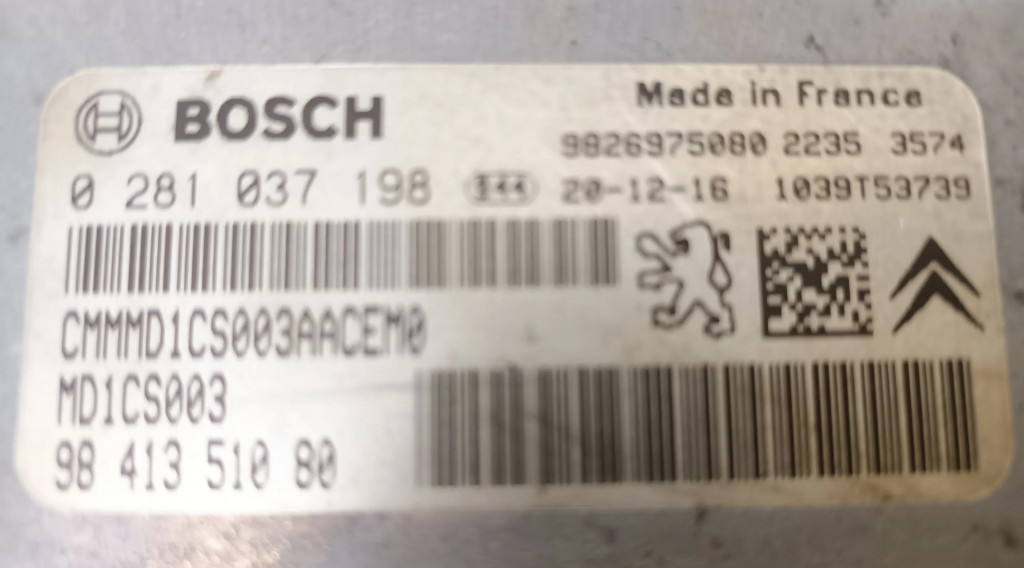 BOSCH
Made in France
9826975080 2235 3574
0 281 037 198
20-12-16 1039T53739
CMMMD1CS003AACEM0
MD1CS003
98 413 510 80